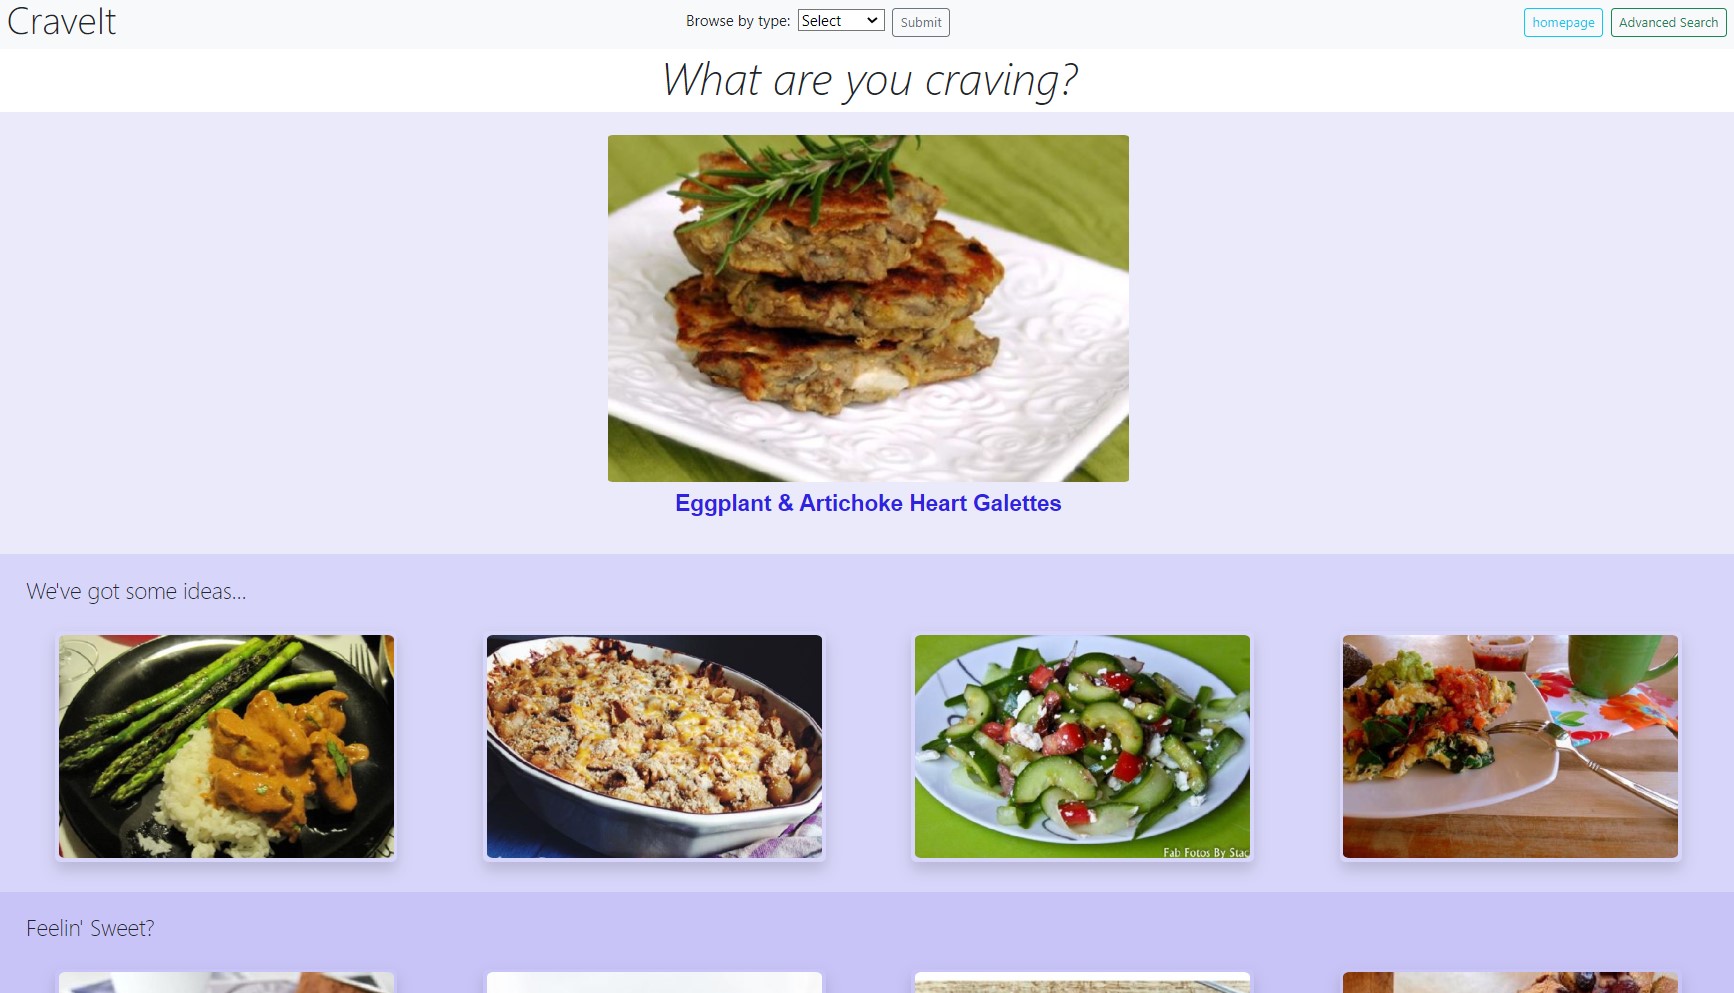 CraveIt
Browse by type: Select Submit
homepage Advanced Search
What are you craving?
Eggplant & Artichoke Heart Galettes
We've got some ideas...
Fab Fotos By Stac
Feelin' Sweet?